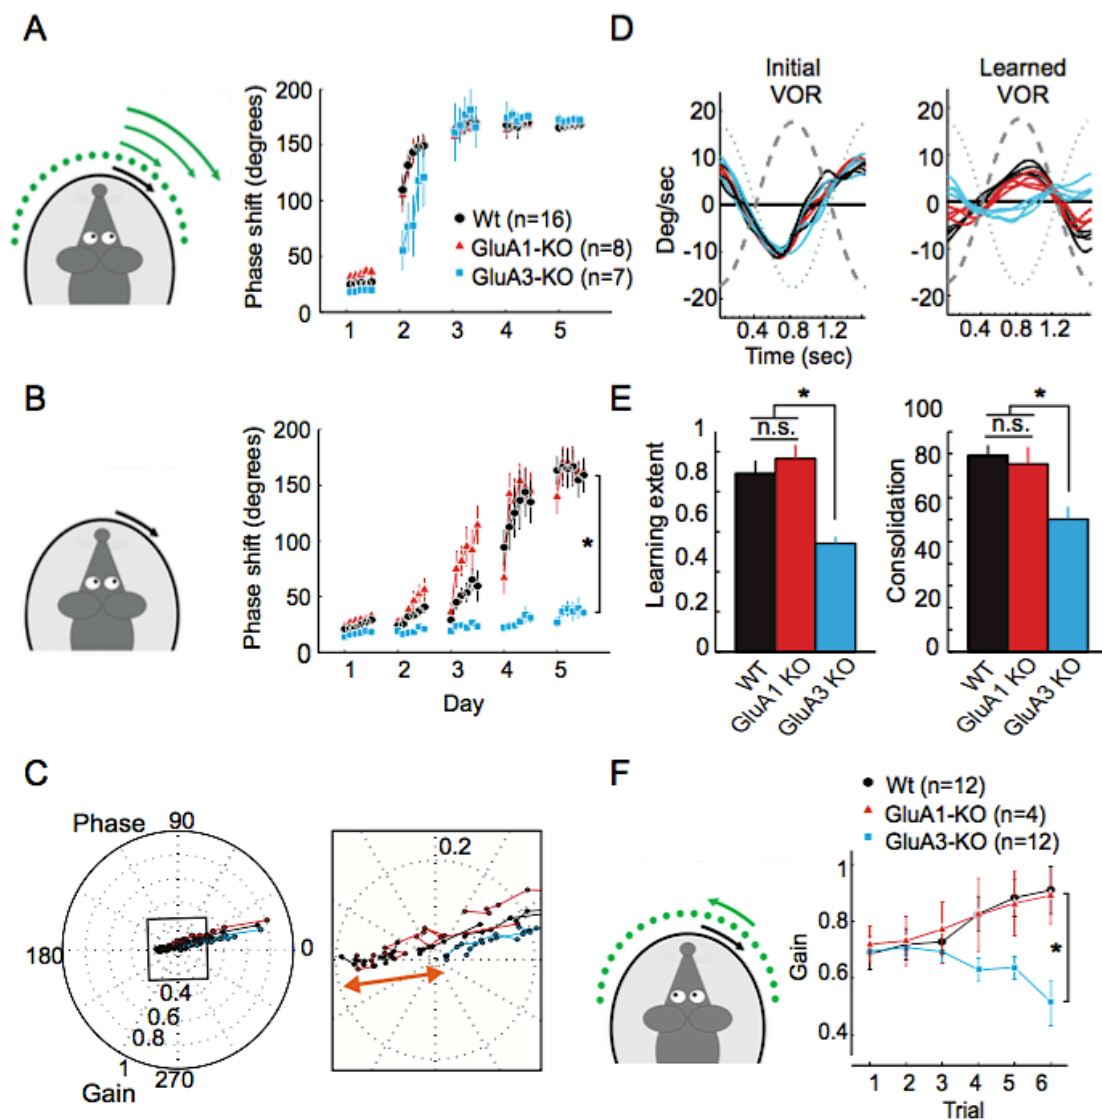 A
Phase shift (degrees)
200
150
100
50
0
Wt (n=16)
GluA1-KO (n=8)
GluA3-KO (n=7)
1 2 3 4 5
B
Phase shift (degrees)
200
150
100
50
0
*
1 2 3 4 5
Day
C
Phase
90
180
0
0.4
0.6
0.8
1
270
Gain
0.2
D
Initial
VOR
Learned
VOR
Deg/sec
20
10
0
-10
-20
0.4 0.8 1.2
Time (sec)
20
10
0
-10
-20
0.4 0.8 1.2
E
Learning extent
1
0.8
0.6
0.4
0.2
0
n.s.
*
WT
GluA1 KO
GluA3 KO
Consolidation
100
80
60
40
20
0
n.s.
*
WT
GluA1 KO
GluA3 KO
F
Wt (n=12)
GluA1-KO (n=4)
GluA3-KO (n=12)
Gain
1
0.8
0.6
0.4
*
1 2 3 4 5 6
Trial